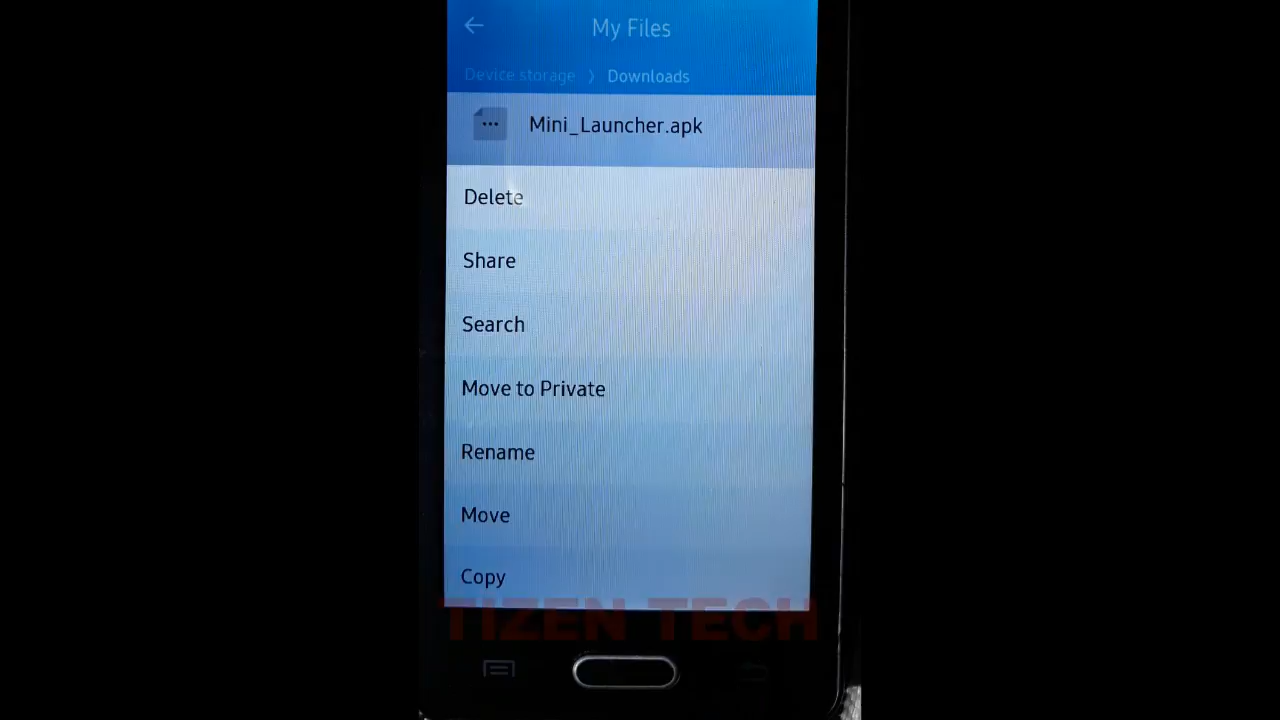 My Files
Device storage 〉 Downloads
Mini_Launcher.apk
Delete
Share
Search
Move to Private
Rename
Move
Copy
TIZEN TECH